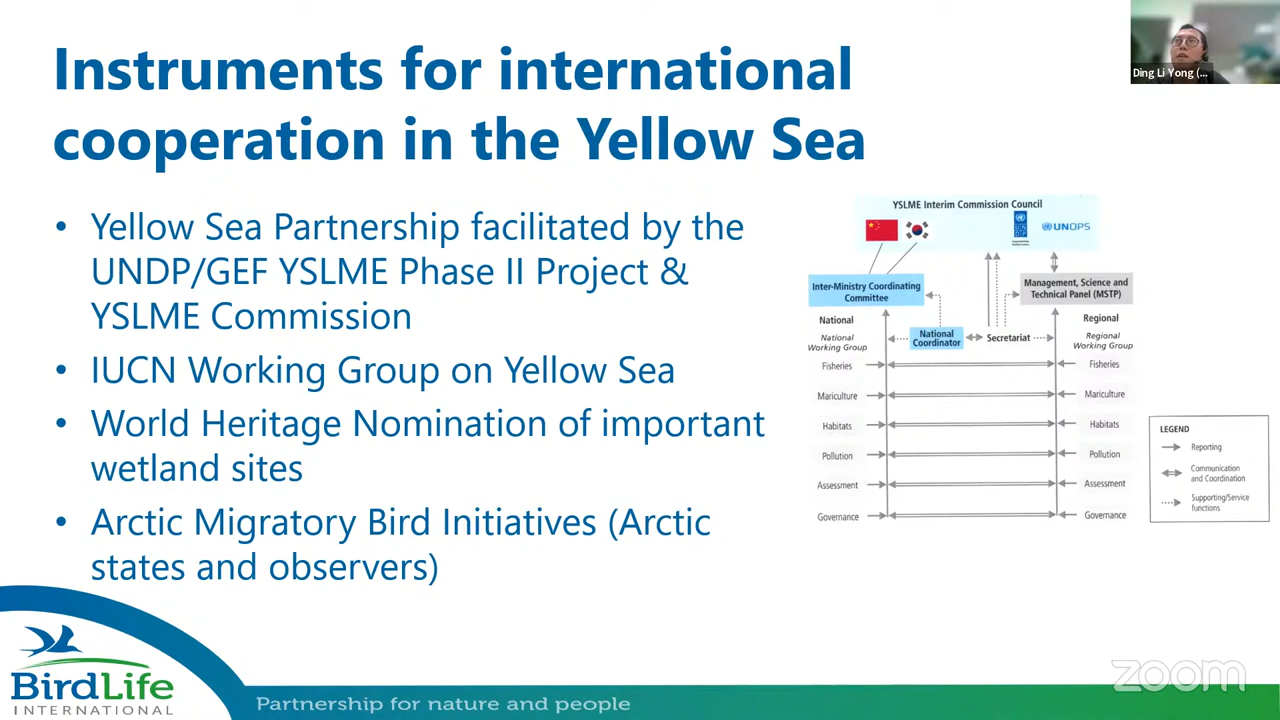 Instruments for international
cooperation in the Yellow Sea
Ding Li Yong (...
• Yellow Sea Partnership facilitated by the
UNDP/GEF YSLME Phase II Project &
YSLME Commission
• IUCN Working Group on Yellow Sea
• World Heritage Nomination of important
wetland sites
• Arctic Migratory Bird Initiatives (Arctic
states and observers)
YSLME Interim Commission Council
UNOPS
Inter-Ministry Coordinating
Committee
Management, Science and
Technical Panel (MSTP)
National
Regional
National
Working Group
National
Coordinator
Secretariat
Regional
Working Group
Fisheries
Fisheries
Mariculture
Mariculture
Habitats
Habitats
Pollution
Pollution
Assessment
Assessment
Governance
Governance
LEGEND
Reporting
Communication
and Coordination
Supporting/Service
functions
BirdLife
INTERNATIONAL
Partnership for nature and people
zoom